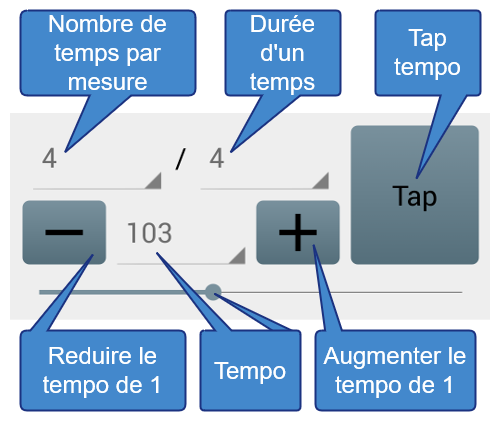 Nombre de
temps par
mesure
Durée
d'un
temps
Tap
tempo
4 / 4
Tap
103
Reduire le
tempo de 1
Tempo
Augmenter le
tempo de 1